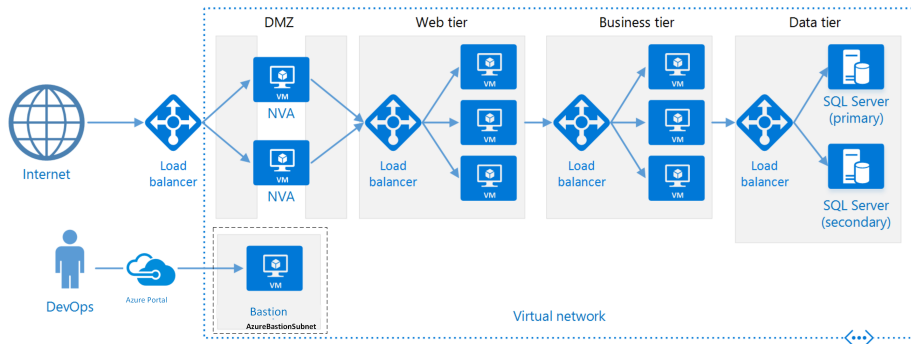 DMZ
Web tier
Business tier
Data tier
VM
NVA
VM
NVA
Internet
Load
balancer
Load
balancer
VM
VM
VM
Load
balancer
VM
VM
VM
Load
balancer
SQL Server
(primary)
SQL Server
(secondary)
DevOps
Azure Portal
VM
Bastion
AzureBastionSubnet
Virtual network